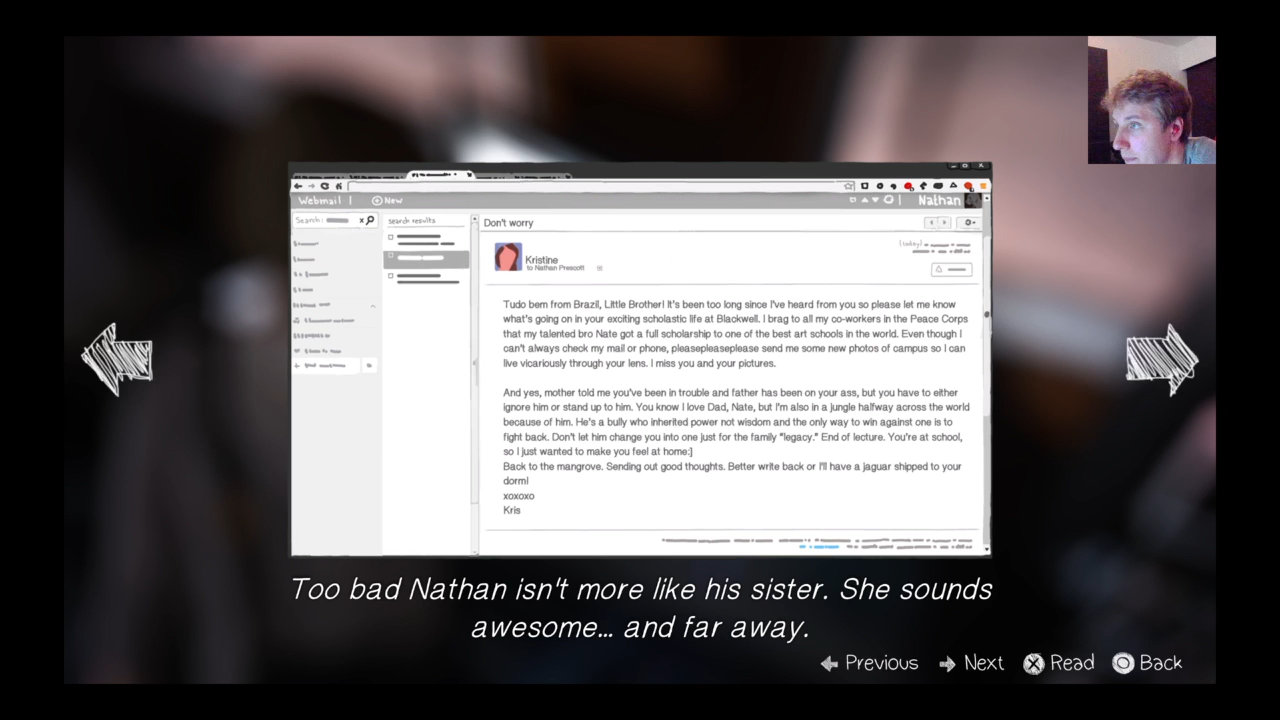 Webmail |
New
Nathan
Search:
search results
Don't worry
Kristine
to Nathan Prescott
(today)
Tudo bem from Brazil, Little Brother! It's been too long since I've heard from you so please let me know
what's going on in your exciting scholastic life at Blackwell. I brag to all my co-workers in the Peace Corps
that my talented bro Nate got a full scholarship to one of the best art schools in the world. Even though I
can't always check my mail or phone, pleasepleaseplease send me some new photos of campus so I can
live vicariously through your lens. I miss you and your pictures.
And yes, mother told me you've been in trouble and father has been on your ass, but you have to either
ignore him or stand up to him. You know I love Dad, Nate, but I'm also in a jungle halfway across the world
because of him. He's a bully who inherited power not wisdom and the only way to win against one is to
fight back. Don't let him change you into one just for the family "legacy." End of lecture. You're at school,
so I just wanted to make you feel at home:]
Back to the mangrove. Sending out good thoughts. Better write back or I'll have a jaguar shipped to your
dorm!
xoxoxo
Kris
Too bad Nathan isn't more like his sister. She sounds
awesome... and far away.
Previous Next Read Back